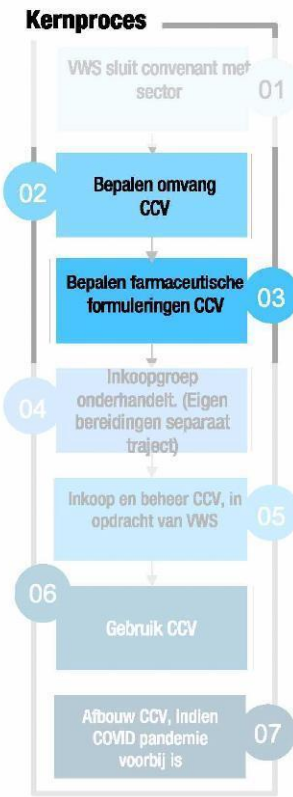 Kernproces
VWS sluit convenant met
sector
01
02
Bepalen omvang
CCV
Bepalen farmaceutische
formuleringen CCV
03
04
Inkoopgroep
onderhandelt. (Eigen
bereidingen separaat
traject)
Inkoop en beheer CCV, in
opdracht van VWS
05
06
Gebruik CCV
Afbouw CCV, indien
COVID pandemie
voorbij is
07